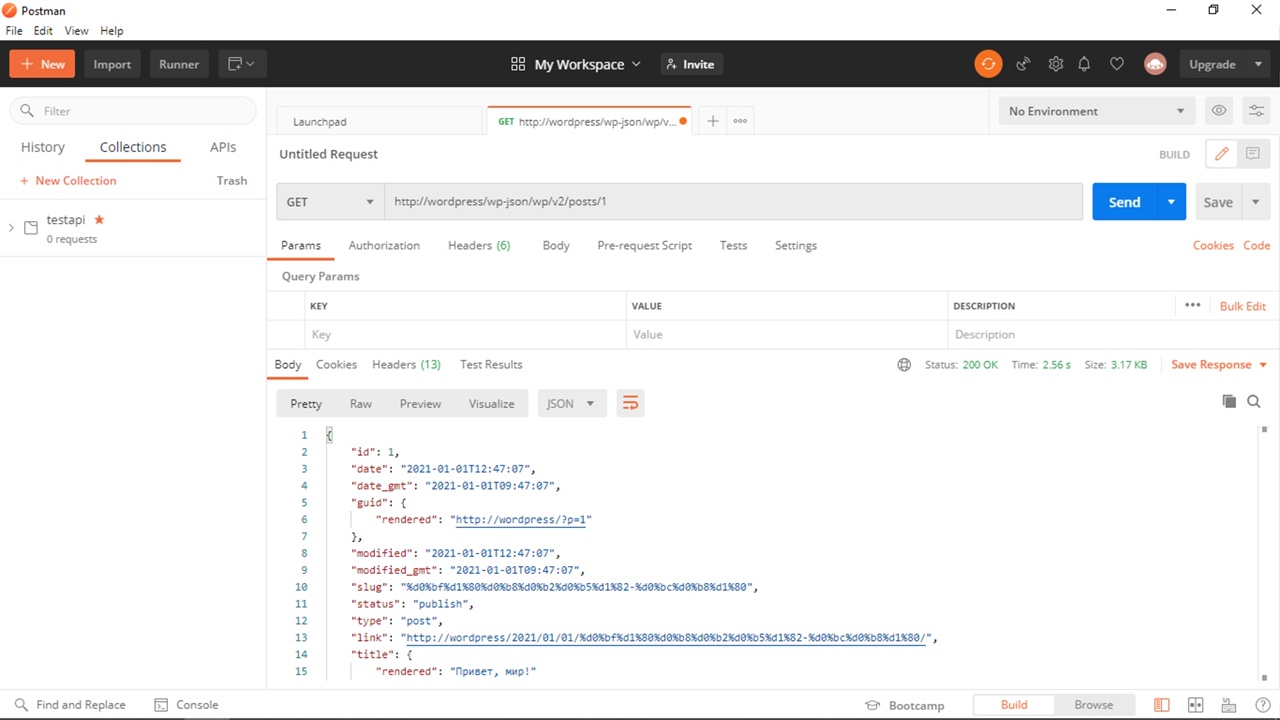 Postman
File Edit View Help
New Import Runner My Workspace Invite Upgrade
Filter
Launchpad GET http://wordpress/wp-json/wp/v... No Environment
History Collections APIs
Untitled Request BUILD
+ New Collection Trash
GET http://wordpress/wp-json/wp/v2/posts/1 Send Save
testapi
0 requests
Params Authorization Headers (6) Body Pre-request Script Tests Settings Cookies Code
Query Params
KEY VALUE DESCRIPTION ••• Bulk Edit
Key Value Description
Body Cookies Headers (13) Test Results Status: 200 OK Time: 2.56 s Size: 3.17 KB Save Response
Pretty Raw Preview Visualize JSON
1 {
2 "id": 1,
3 "date": "2021-01-01T12:47:07",
4 "date_gmt": "2021-01-01T09:47:07",
5 "guid": {
6 "rendered": "http://wordpress/?p=1"
7 },
8 "modified": "2021-01-01T12:47:07",
9 "modified_gmt": "2021-01-01T09:47:07",
10 "slug": "%d0%bf%d1%80%d0%b8%d0%b2%d0%b5%d1%82-%d0%bc%d0%b8%d1%80",
11 "status": "publish",
12 "type": "post",
13 "link": "http://wordpress/2021/01/01/%d0%bf%d1%80%d0%b8%d0%b2%d0%b5%d1%82-%d0%bc%d0%b8%d1%80/",
14 "title": {
15 "rendered": "Привет, мир!"
Find and Replace Console Bootcamp Build Browse